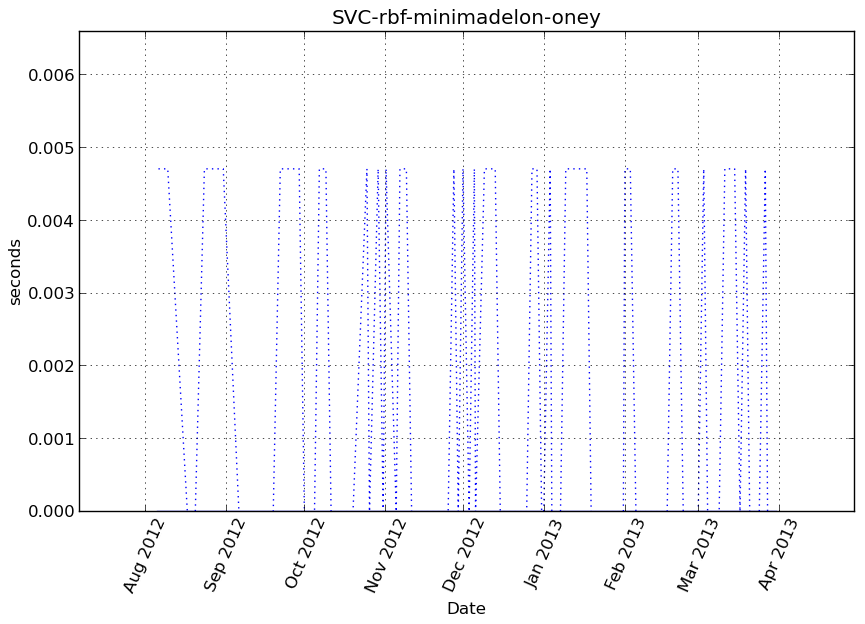 SVC-rbf-minimadelon-oney
0.006
0.005
0.004
0.003
0.002
0.001
0.000
seconds
Aug 2012
Sep 2012
Oct 2012
Nov 2012
Dec 2012
Jan 2013
Feb 2013
Mar 2013
Apr 2013
Date